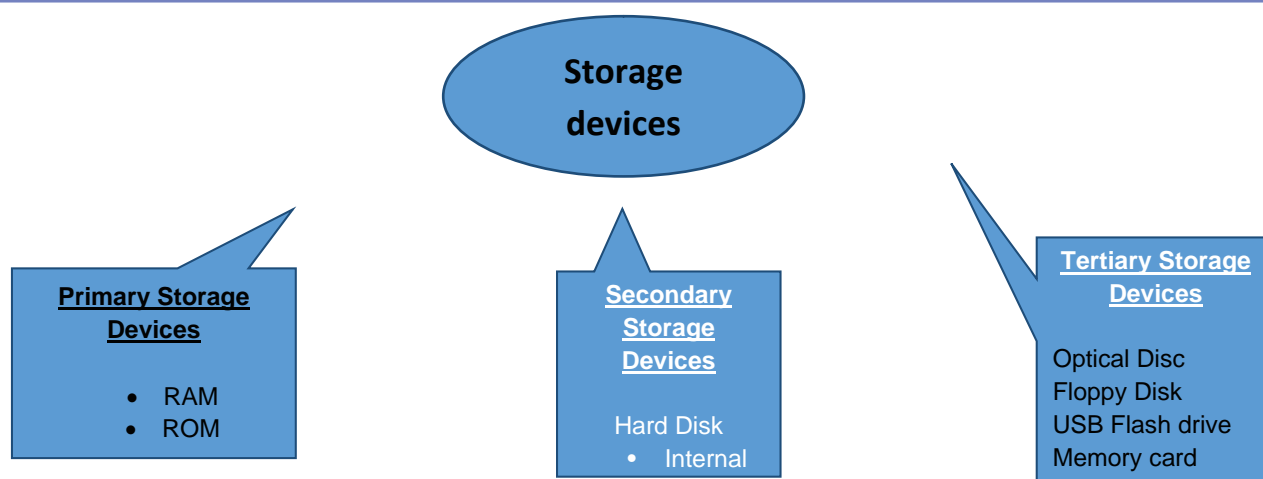 Storage
devices
Primary Storage
Devices
• RAM
• ROM
Secondary
Storage
Devices
Hard Disk
• Internal
Tertiary Storage
Devices
Optical Disc
Floppy Disk
USB Flash drive
Memory card